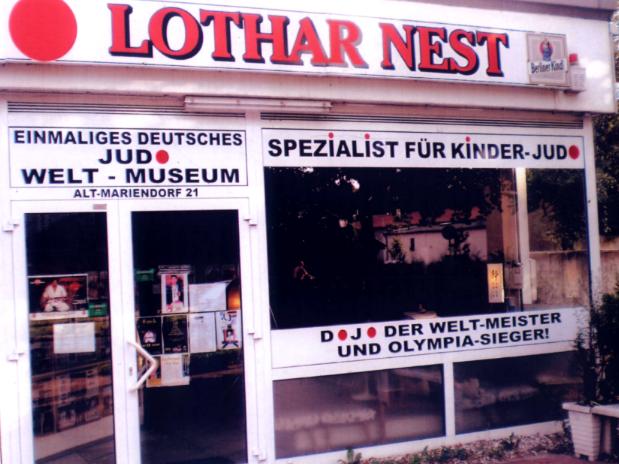 LOTHAR NEST
Berliner Kindl
EINMALIGES DEUTSCHES
JUDO
WELT - MUSEUM
ALT-MARIENDORF 21
SPEZIALIST FÜR KINDER-JUDO
DOJO DER WELT-MEISTER
UND OLYMPIA-SIEGER!